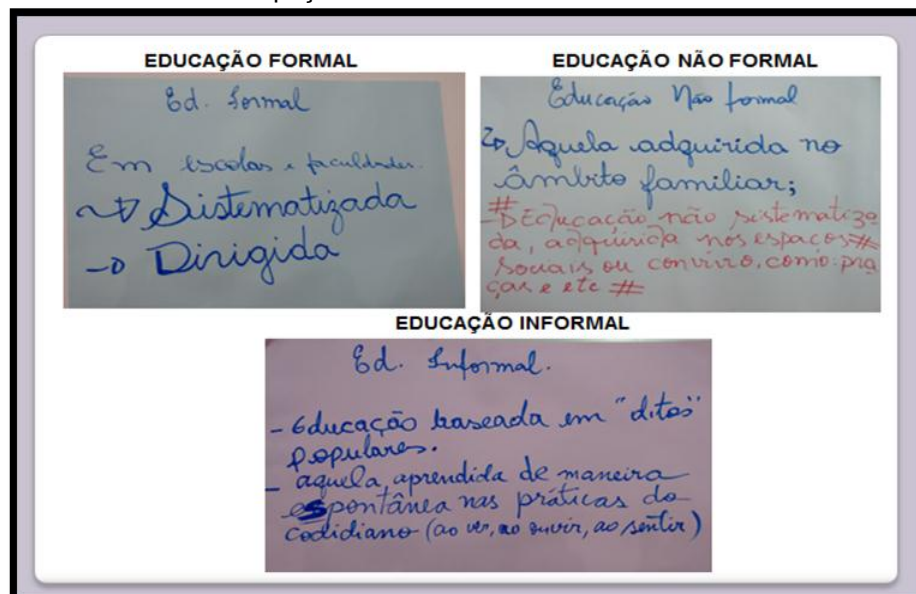 EDUCAÇÃO FORMAL
Ed. Formal
Em escolas e faculdades.
→ Sistematizada
→ Dirigida
EDUCAÇÃO NÃO FORMAL
Educação Não formal
→ Aquela adquirida no
âmbito familiar;
#
→ Educação não sistematiza
da, adquirida nos espaços #
sociais ou convívio, como: pra
ças e etc #
EDUCAÇÃO INFORMAL
Ed. Informal.
- Educação baseada em "ditos"
populares.
- aquela aprendida de maneira
espontânea nas práticas do
codidiano (ao ver, ao ouvir, ao sentir)